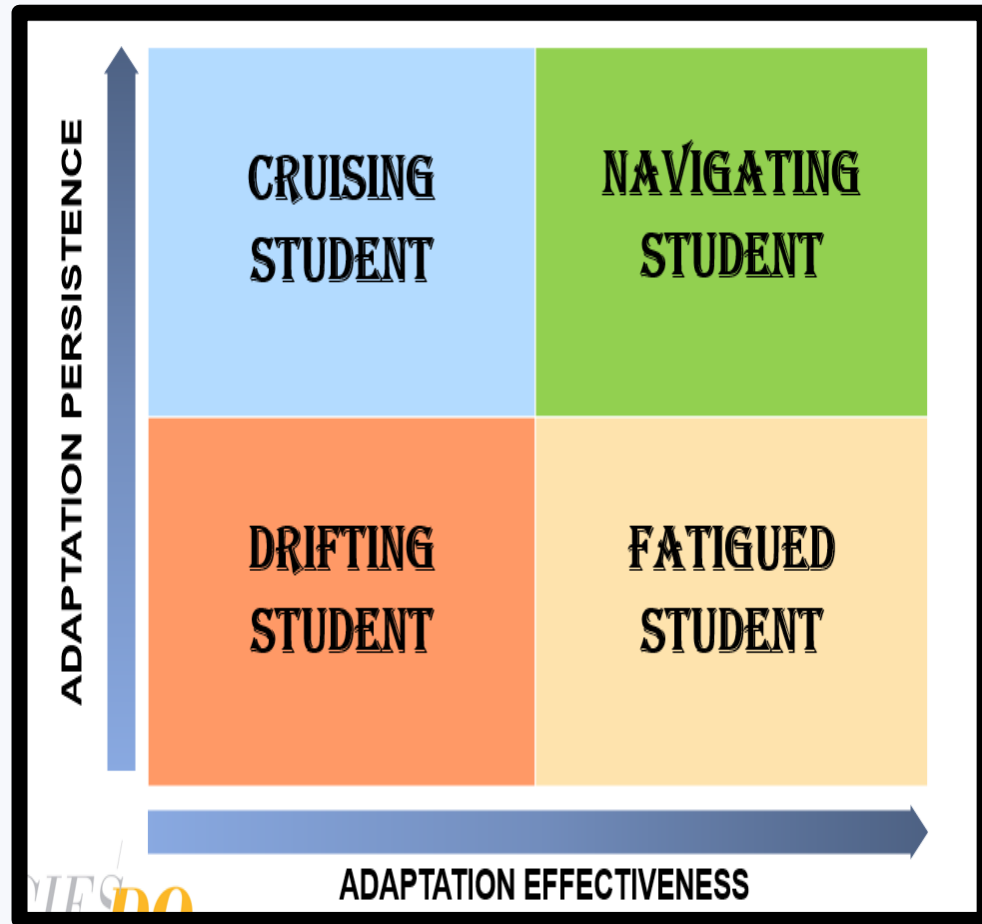 ADAPTATION PERSISTENCE
CRUISING
STUDENT
NAVIGATING
STUDENT
DRIFTING
STUDENT
FATIGUED
STUDENT
ADAPTATION EFFECTIVENESS